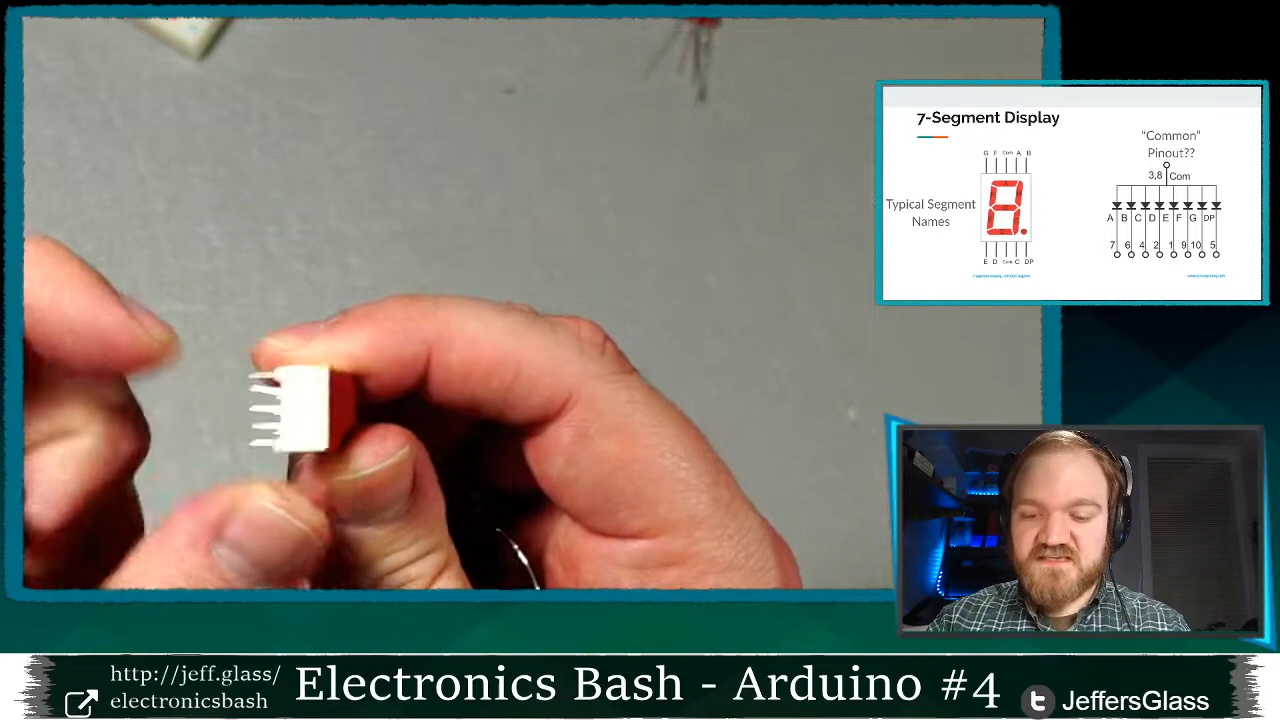 7-Segment Display
"Common"
Pinout??
G F Com A B
3,8 Com
Typical Segment
Names
A B C D E F G DP
7 6 4 2 1 9 10 5
E D Com C DP
http://jeff.glass/
electronicsbash
Electronics Bash - Arduino #4
JeffersGlass